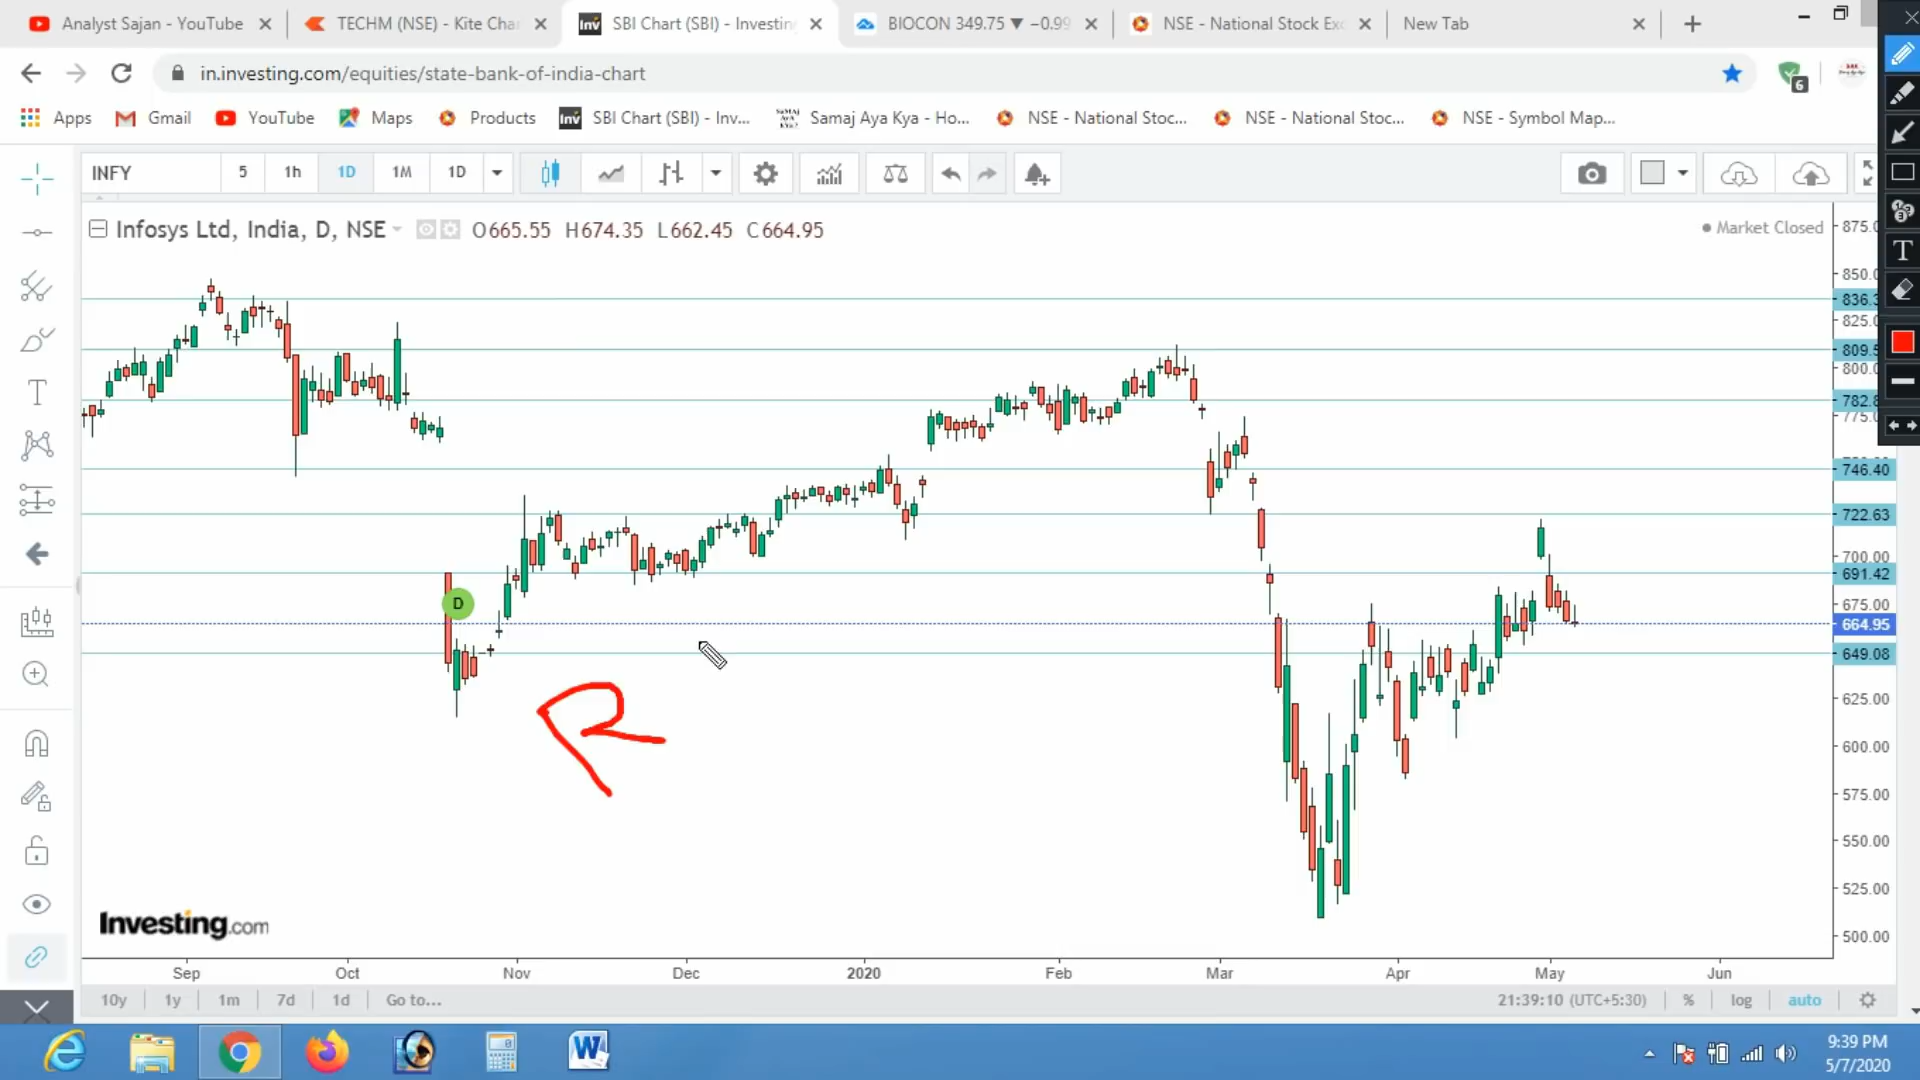 Analyst Sajan - YouTube
TECHM (NSE) - Kite Cha
Inv SBI Chart (SBI) - Investin
BIOCON 349.75 ▼ −0.99
NSE - National Stock Exc
New Tab
in.investing.com/equities/state-bank-of-india-chart
6
Apps Gmail YouTube Maps Products Inv SBI Chart (SBI) - Inv... Samaj Aya Kya - Ho... NSE - National Stoc... NSE - National Stoc... NSE - Symbol Map...
INFY 5 1h 1D 1M 1D
Infosys Ltd, India, D, NSE O665.55 H674.35 L662.45 C664.95
Market Closed
875.0
850.0
836.3
825.0
809.5
800.0
782.8
775.0
746.40
722.63
700.00
691.42
675.00
664.95
649.08
625.00
600.00
575.00
550.00
525.00
500.00
D
R
Investing.com
Sep Oct Nov Dec 2020 Feb Mar Apr May Jun
10y 1y 1m 7d 1d Go to... 21:39:10 (UTC+5:30) % log auto
9:39 PM
5/7/2020